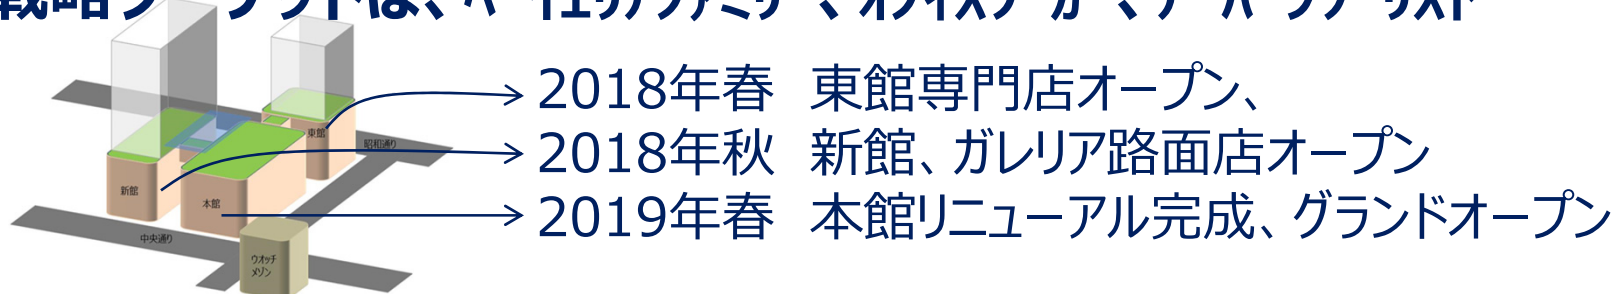 2018年春 東館専門店オープン、
2018年秋 新館、ガレリア路面店オープン
2019年春 本館リニューアル完成、グランドオープン
東館
昭和通り
新館
本館
中央通り
ウオッチ
メゾン